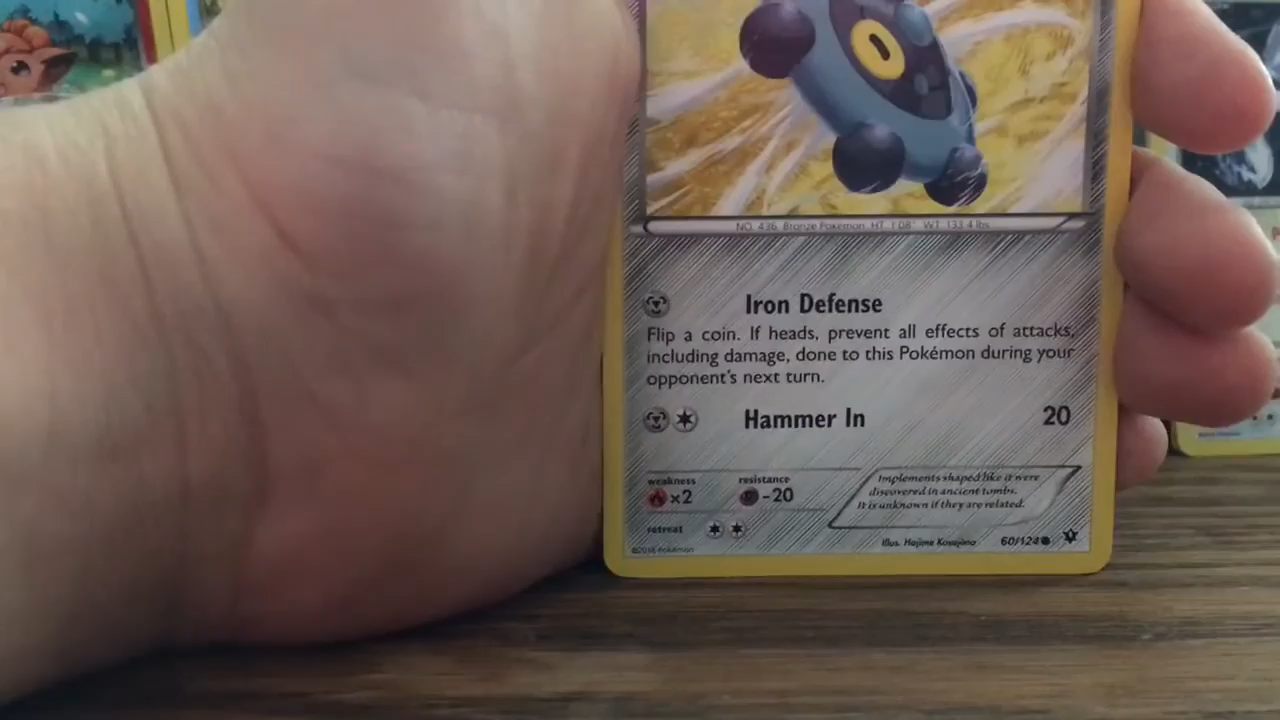 NO. 436 Bronze Pokémon HT. 1'08" WT. 133.4 lbs.
Iron Defense
Flip a coin. If heads, prevent all effects of attacks,
including damage, done to this Pokémon during your
opponent's next turn.
Hammer In 20
weakness resistance
×2 -20
Implements shaped like it were
discovered in ancient tombs.
It is unknown if they are related.
retreat
Illus. Hajime Kusajima 60/124
©2016 Pokémon